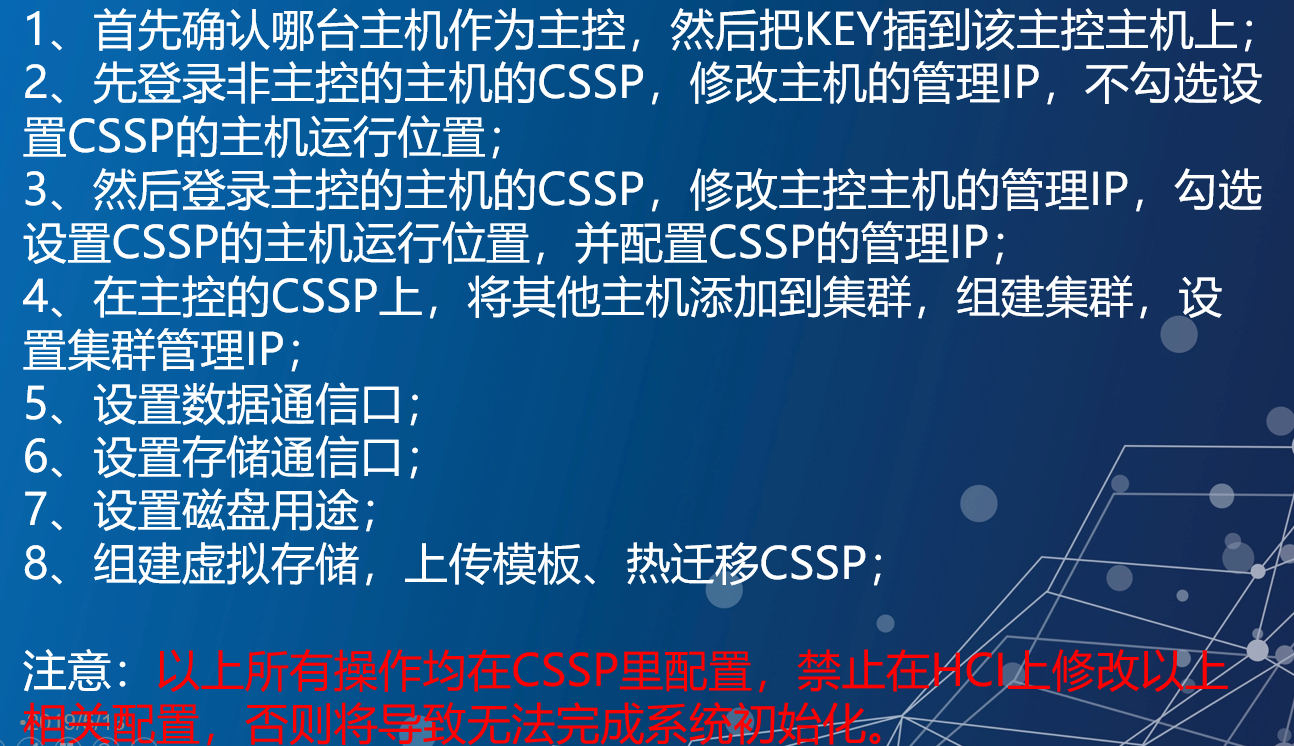 1、首先确认哪台主机作为主控，然后把KEY插到该主控主机上；
2、先登录非主控的主机的CSSP，修改主机的管理IP，不勾选设
置CSSP的主机运行位置；
3、然后登录主控的主机的CSSP，修改主控主机的管理IP，勾选
设置CSSP的主机运行位置，并配置CSSP的管理IP；
4、在主控的CSSP上，将其他主机添加到集群，组建集群，设
置集群管理IP；
5、设置数据通信口；
6、设置存储通信口；
7、设置磁盘用途；
8、组建虚拟存储，上传模板、热迁移CSSP；
注意：以上所有操作均在CSSP里配置，禁止在HCI上修改以上
相关配置，否则将导致无法完成系统初始化。